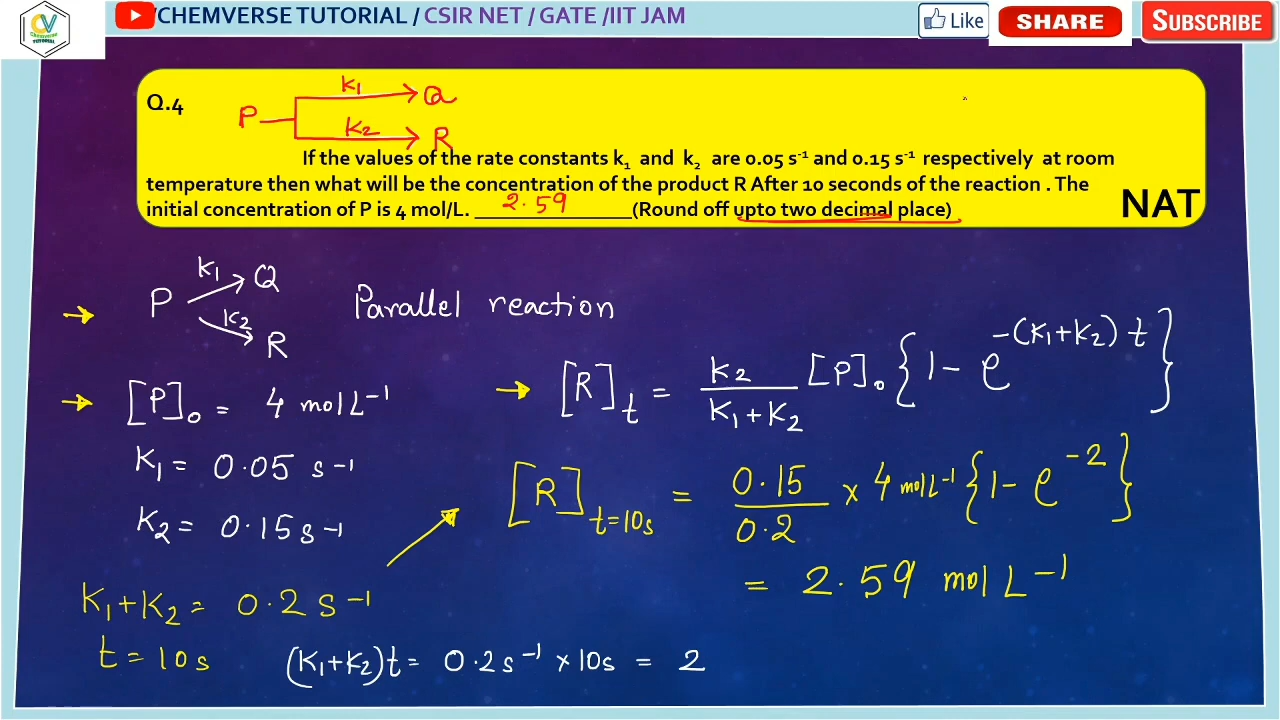 CV
Chemverse
TUTORIAL
/CHEMVERSE TUTORIAL / CSIR NET / GATE /IIT JAM
Like
SHARE
SUBSCRIBE
Q.4
P
K1
Q
K2
R
If the values of the rate constants k₁ and k₂ are 0.05 s⁻¹ and 0.15 s⁻¹ respectively at room
temperature then what will be the concentration of the product R After 10 seconds of the reaction . The
initial concentration of P is 4 mol/L. ___2.59___(Round off upto two decimal place)
NAT
P K1 → Q
K2 → R
Parallel reaction
→ [P]₀ = 4 mol L⁻¹
K₁ = 0.05 s⁻¹
K₂ = 0.15 s⁻¹
K₁+K₂ = 0.2 s⁻¹
t = 10s
(K₁+K₂)t = 0.2 s⁻¹ × 10s = 2
→ [R]t = K₂/K₁+K₂ [P]₀ {1- e^-(K₁+K₂)t}
[R]t=10s = 0.15/0.2 × 4 mol L⁻¹ {1- e⁻²}
= 2.59 mol L⁻¹